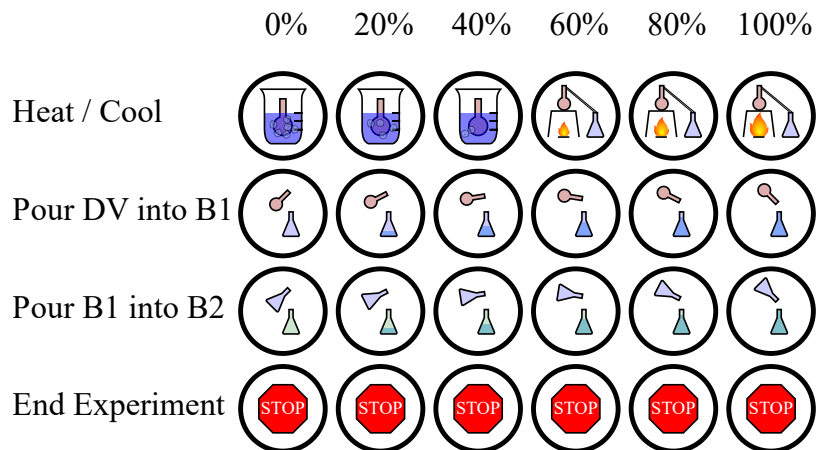 0% 20% 40% 60% 80% 100%
Heat / Cool
Pour DV into B1
Pour B1 into B2
End Experiment STOP STOP STOP STOP STOP STOP